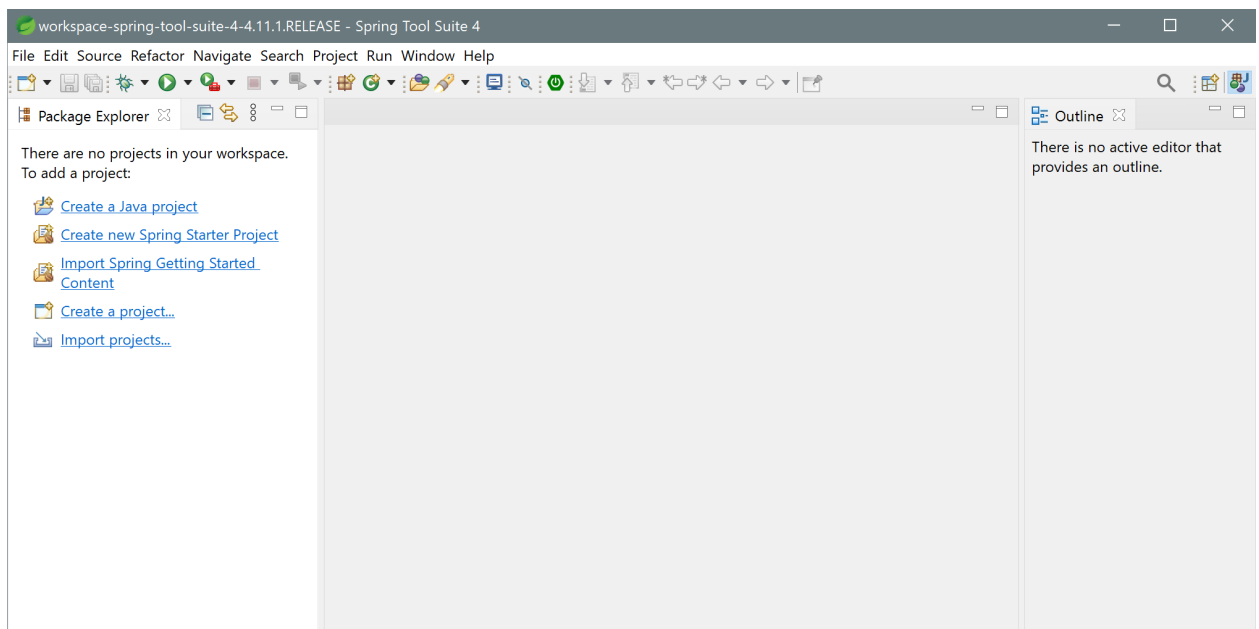 workspace-spring-tool-suite-4-4.11.1.RELEASE - Spring Tool Suite 4
File Edit Source Refactor Navigate Search Project Run Window Help
Package Explorer
There are no projects in your workspace.
To add a project:
Create a Java project
Create new Spring Starter Project
Import Spring Getting Started
Content
Create a project...
Import projects...
Outline
There is no active editor that
provides an outline.